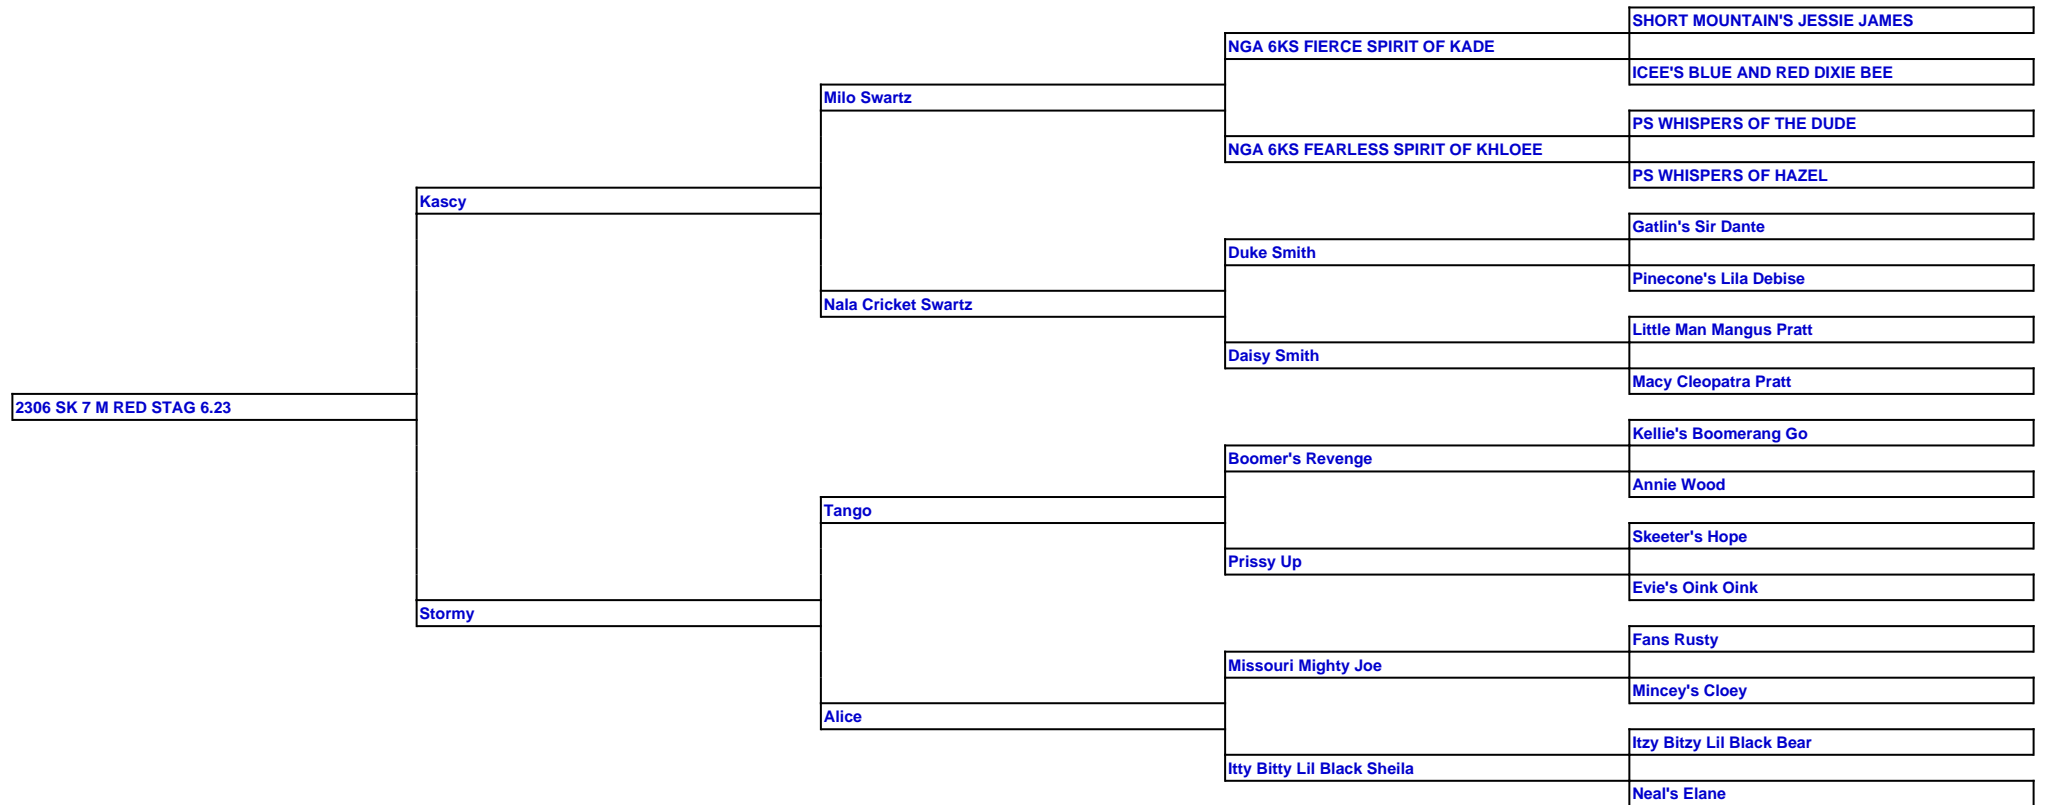 SHORT MOUNTAIN'S JESSIE JAMES
NGA 6KS FIERCE SPIRIT OF KADE
ICEE'S BLUE AND RED DIXIE BEE
Milo Swartz
PS WHISPERS OF THE DUDE
NGA 6KS FEARLESS SPIRIT OF KHLOEE
PS WHISPERS OF HAZEL
Kascy
Gatlin's Sir Dante
Duke Smith
Pinecone's Lila Debise
Nala Cricket Swartz
Little Man Mangus Pratt
Daisy Smith
Macy Cleopatra Pratt
2306 SK 7 M RED STAG 6.23
Kellie's Boomerang Go
Boomer's Revenge
Annie Wood
Tango
Skeeter's Hope
Prissy Up
Evie's Oink Oink
Stormy
Fans Rusty
Missouri Mighty Joe
Mincey's Cloey
Alice
Itzy Bitzy Lil Black Bear
Itty Bitty Lil Black Sheila
Neal's Elane